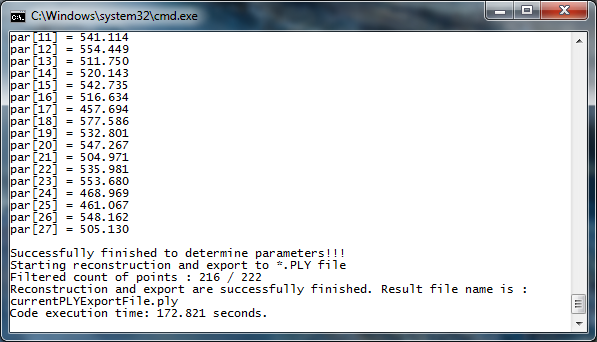 C:\Windows\system32\cmd.exe
par[11] = 541.114
par[12] = 554.449
par[13] = 511.750
par[14] = 520.143
par[15] = 542.735
par[16] = 516.634
par[17] = 457.694
par[18] = 577.586
par[19] = 532.801
par[20] = 547.267
par[21] = 504.971
par[22] = 535.981
par[23] = 553.680
par[24] = 468.969
par[25] = 461.067
par[26] = 548.162
par[27] = 505.130
Successfully finished to determine parameters!!!
Starting reconstruction and export to *.PLY file
Filtered count of points : 216 / 222
Reconstruction and export are successfully finished. Result file name is :
currentPLYExportFile.ply
Code execution time: 172.821 seconds.